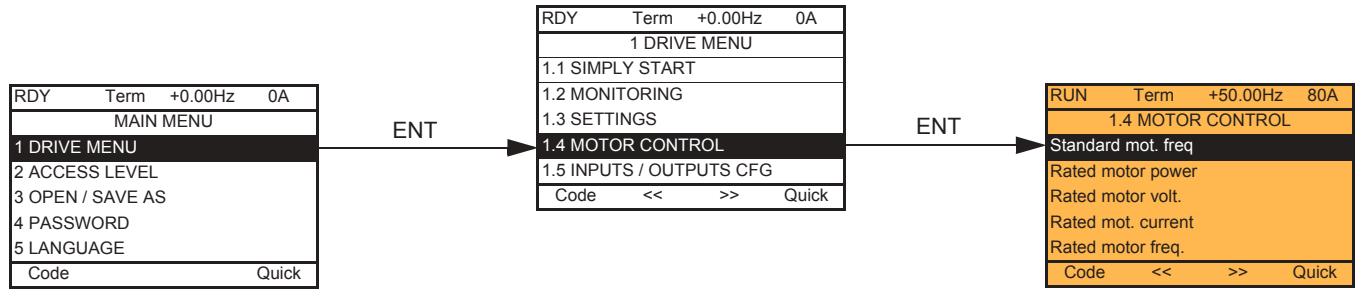 RDY Term +0.00Hz 0A
MAIN MENU
1 DRIVE MENU
2 ACCESS LEVEL
3 OPEN / SAVE AS
4 PASSWORD
5 LANGUAGE
Code Quick
ENT
RDY Term +0.00Hz 0A
1 DRIVE MENU
1.1 SIMPLY START
1.2 MONITORING
1.3 SETTINGS
1.4 MOTOR CONTROL
1.5 INPUTS / OUTPUTS CFG
Code << >> Quick
ENT
RUN Term +50.00Hz 80A
1.4 MOTOR CONTROL
Standard mot. freq
Rated motor power
Rated motor volt.
Rated mot. current
Rated motor freq.
Code << >> Quick